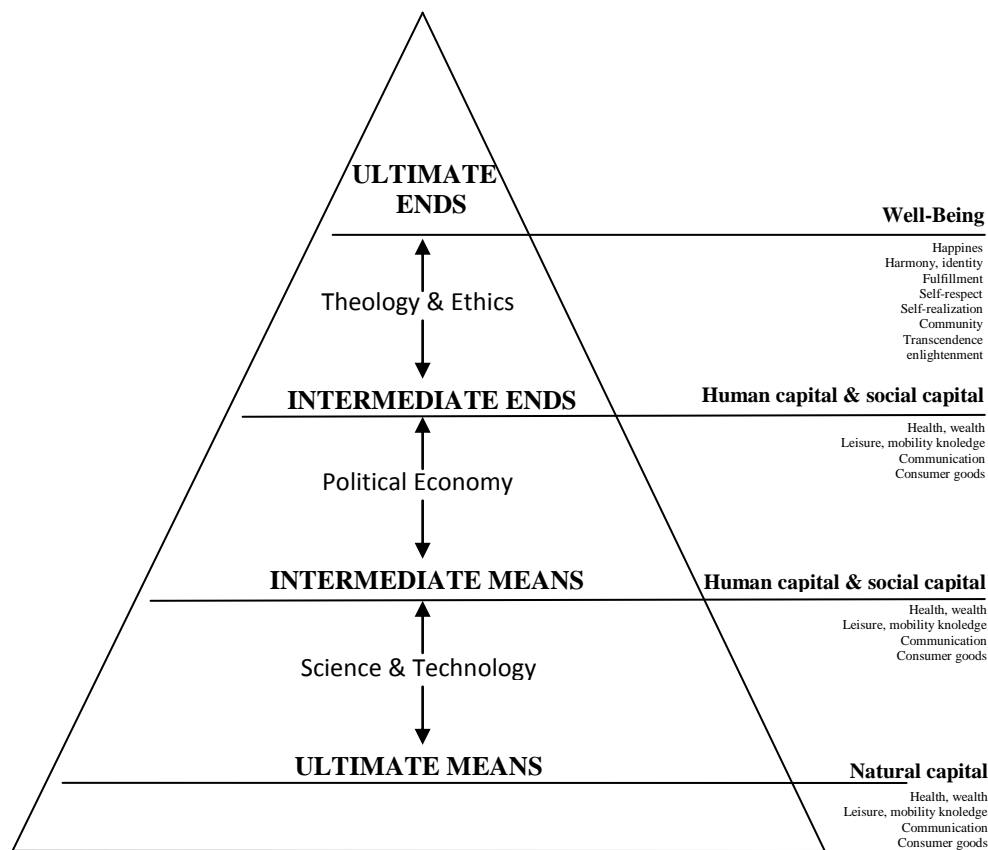 ULTIMATE
ENDS
Well-Being
Happines
Harmony, identity
Fulfillment
Self-respect
Self-realization
Community
Transcendence
enlightenment
Theology & Ethics
INTERMEDIATE ENDS
Human capital & social capital
Health, wealth
Leisure, mobility knoledge
Communication
Consumer goods
Political Economy
INTERMEDIATE MEANS
Human capital & social capital
Health, wealth
Leisure, mobility knoledge
Communication
Consumer goods
Science & Technology
ULTIMATE MEANS
Natural capital
Health, wealth
Leisure, mobility knoledge
Communication
Consumer goods